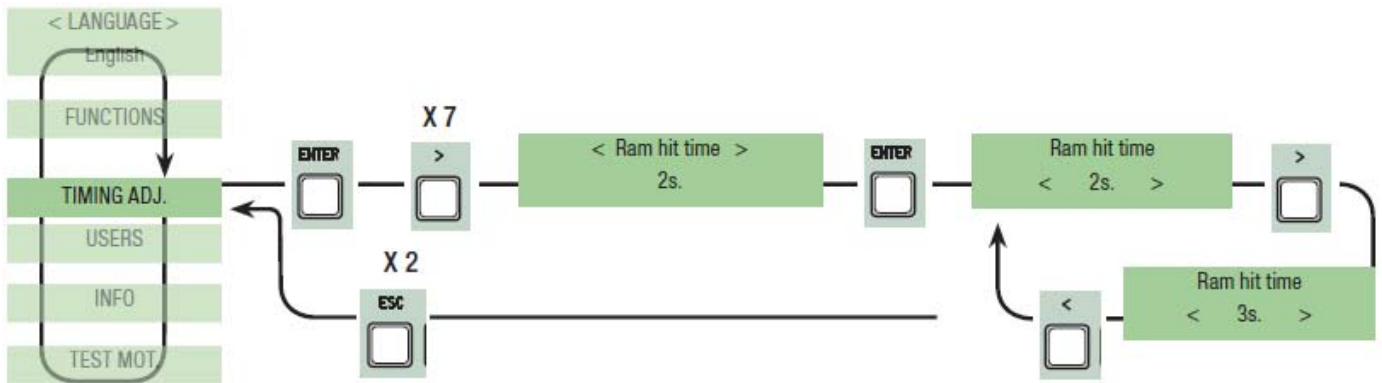 < LANGUAGE >
English
FUNCTIONS
TIMING ADJ.
USERS
INFO
TEST MOT.
ENTER
X 7
>
< Ram hit time >
2s.
ENTER
Ram hit time
< 2s. >
>
Ram hit time
< 3s. >
<
X 2
ESC